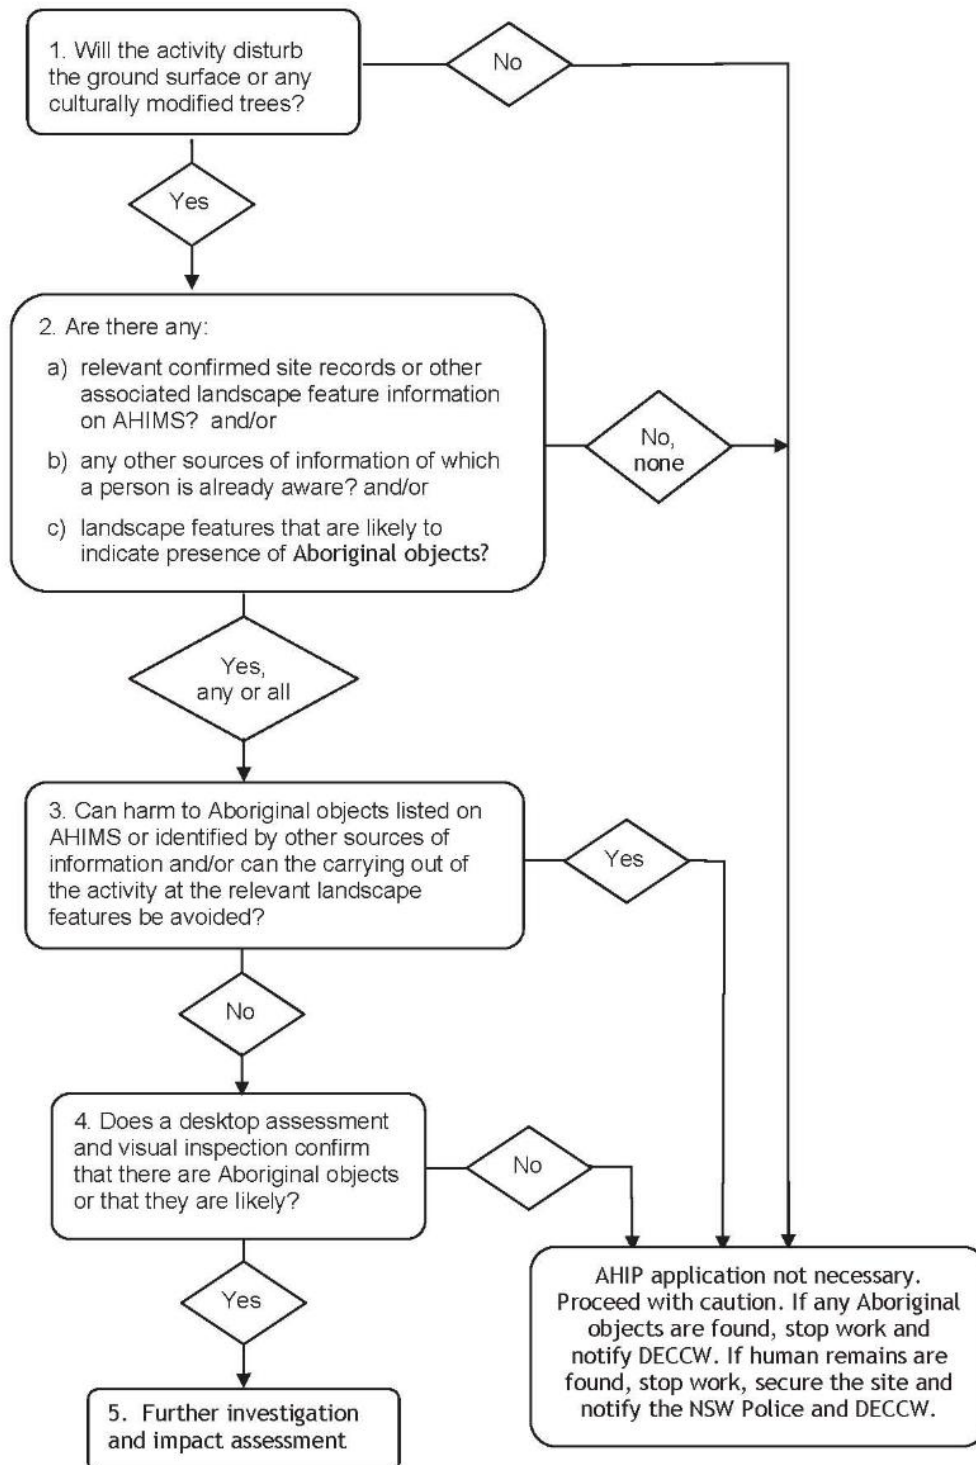 1. Will the activity disturb
the ground surface or any
culturally modified trees?
No
Yes
2. Are there any:
a) relevant confirmed site records or other
associated landscape feature information
on AHIMS? and/or
b) any other sources of information of which
a person is already aware? and/or
c) landscape features that are likely to
indicate presence of Aboriginal objects?
No,
none
Yes,
any or all
3. Can harm to Aboriginal objects listed on
AHIMS or identified by other sources of
information and/or can the carrying out of
the activity at the relevant landscape
features be avoided?
Yes
No
4. Does a desktop assessment
and visual inspection confirm
that there are Aboriginal objects
or that they are likely?
No
Yes
AHIP application not necessary.
Proceed with caution. If any Aboriginal
objects are found, stop work and
notify DECCW. If human remains are
found, stop work, secure the site and
notify the NSW Police and DECCW.
5. Further investigation
and impact assessment